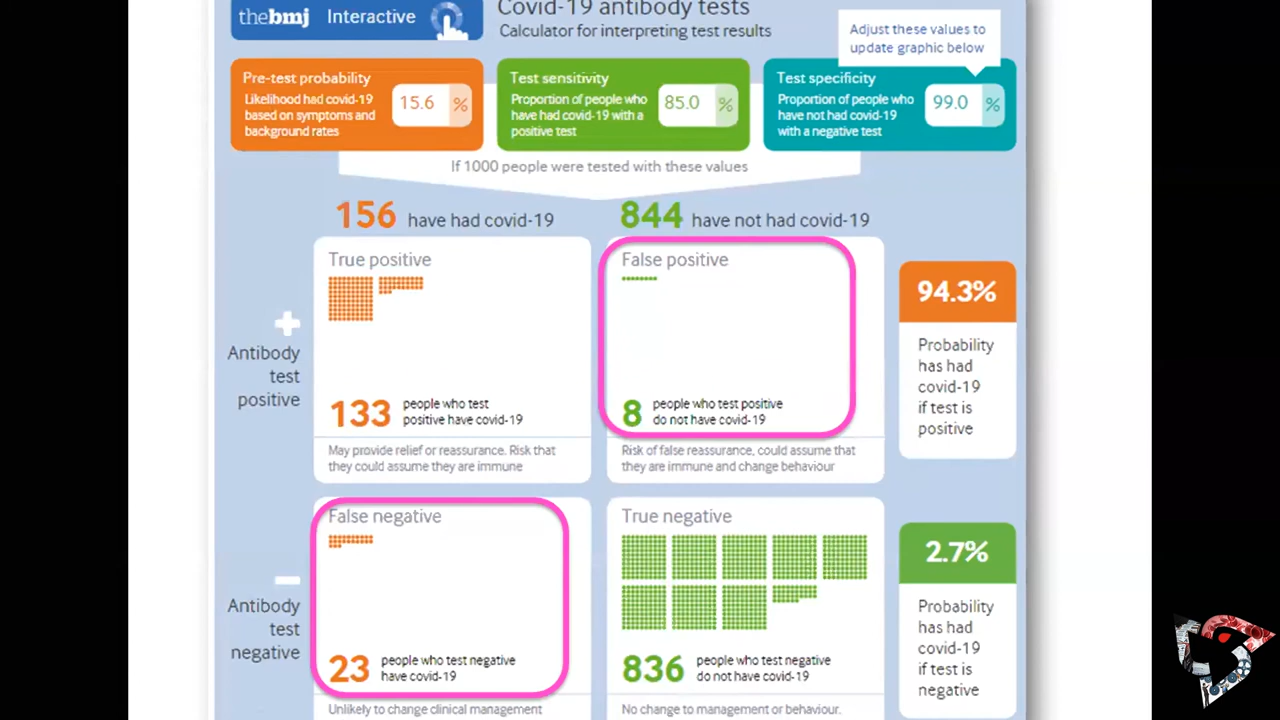 thebmj Interactive
Covid-19 antibody tests
Calculator for interpreting test results
Adjust these values to
update graphic below
Pre-test probability
Likelihood had covid-19
based on symptoms and
background rates
15.6 %
Test sensitivity
Proportion of people who
have had covid-19 with a
positive test
85.0 %
Test specificity
Proportion of people who
have not had covid-19
with a negative test
99.0 %
If 1000 people were tested with these values
156 have had covid-19
844 have not had covid-19
Antibody
test
positive
True positive
133 people who test
positive have covid-19
May provide relief or reassurance. Risk that
they could assume they are immune
False positive
8 people who test positive
do not have covid-19
Risk of false reassurance, could assume that
they are immune and change behaviour
94.3%
Probability
has had
covid-19
if test is
positive
Antibody
test
negative
False negative
23 people who test negative
have covid-19
Unlikely to change clinical management
True negative
836 people who test negative
do not have covid-19
No change to management or behaviour.
2.7%
Probability
has had
covid-19
if test is
negative